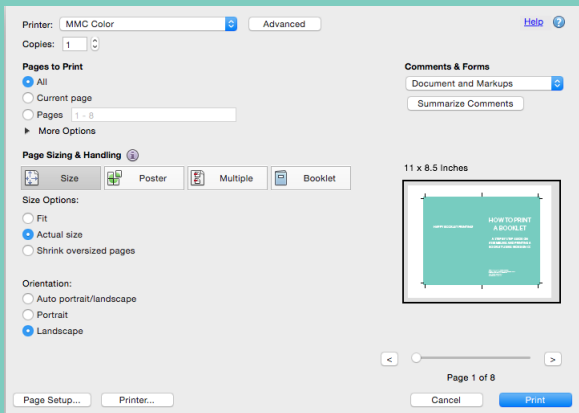 Printer: MMC Color Advanced Help ?
Copies: 1
Pages to Print
All
Current page
Pages 1 - 8
More Options
Comments & Forms
Document and Markups
Summarize Comments
Page Sizing & Handling i
Size Poster Multiple Booklet
Size Options:
Fit
Actual size
Shrink oversized pages
Orientation:
Auto portrait/landscape
Portrait
Landscape
11 x 8.5 Inches
HOW TO PRINT
A BOOKLET
< >
Page 1 of 8
Page Setup... Printer... Cancel Print